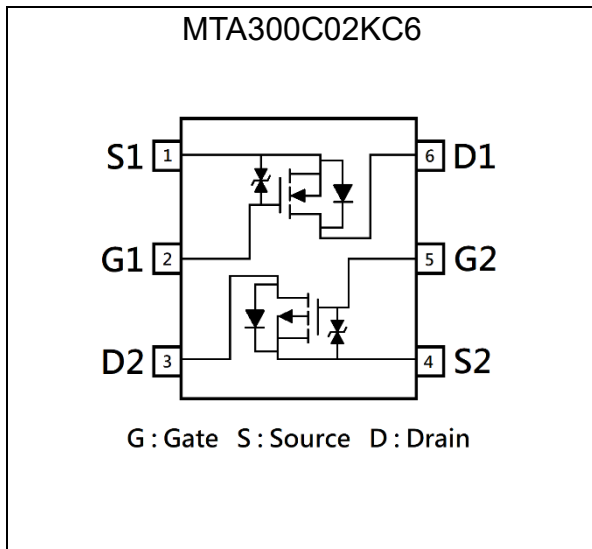 MTA300C02KC6
S1 1 6 D1
G1 2 5 G2
D2 3 4 S2
G : Gate S : Source D : Drain